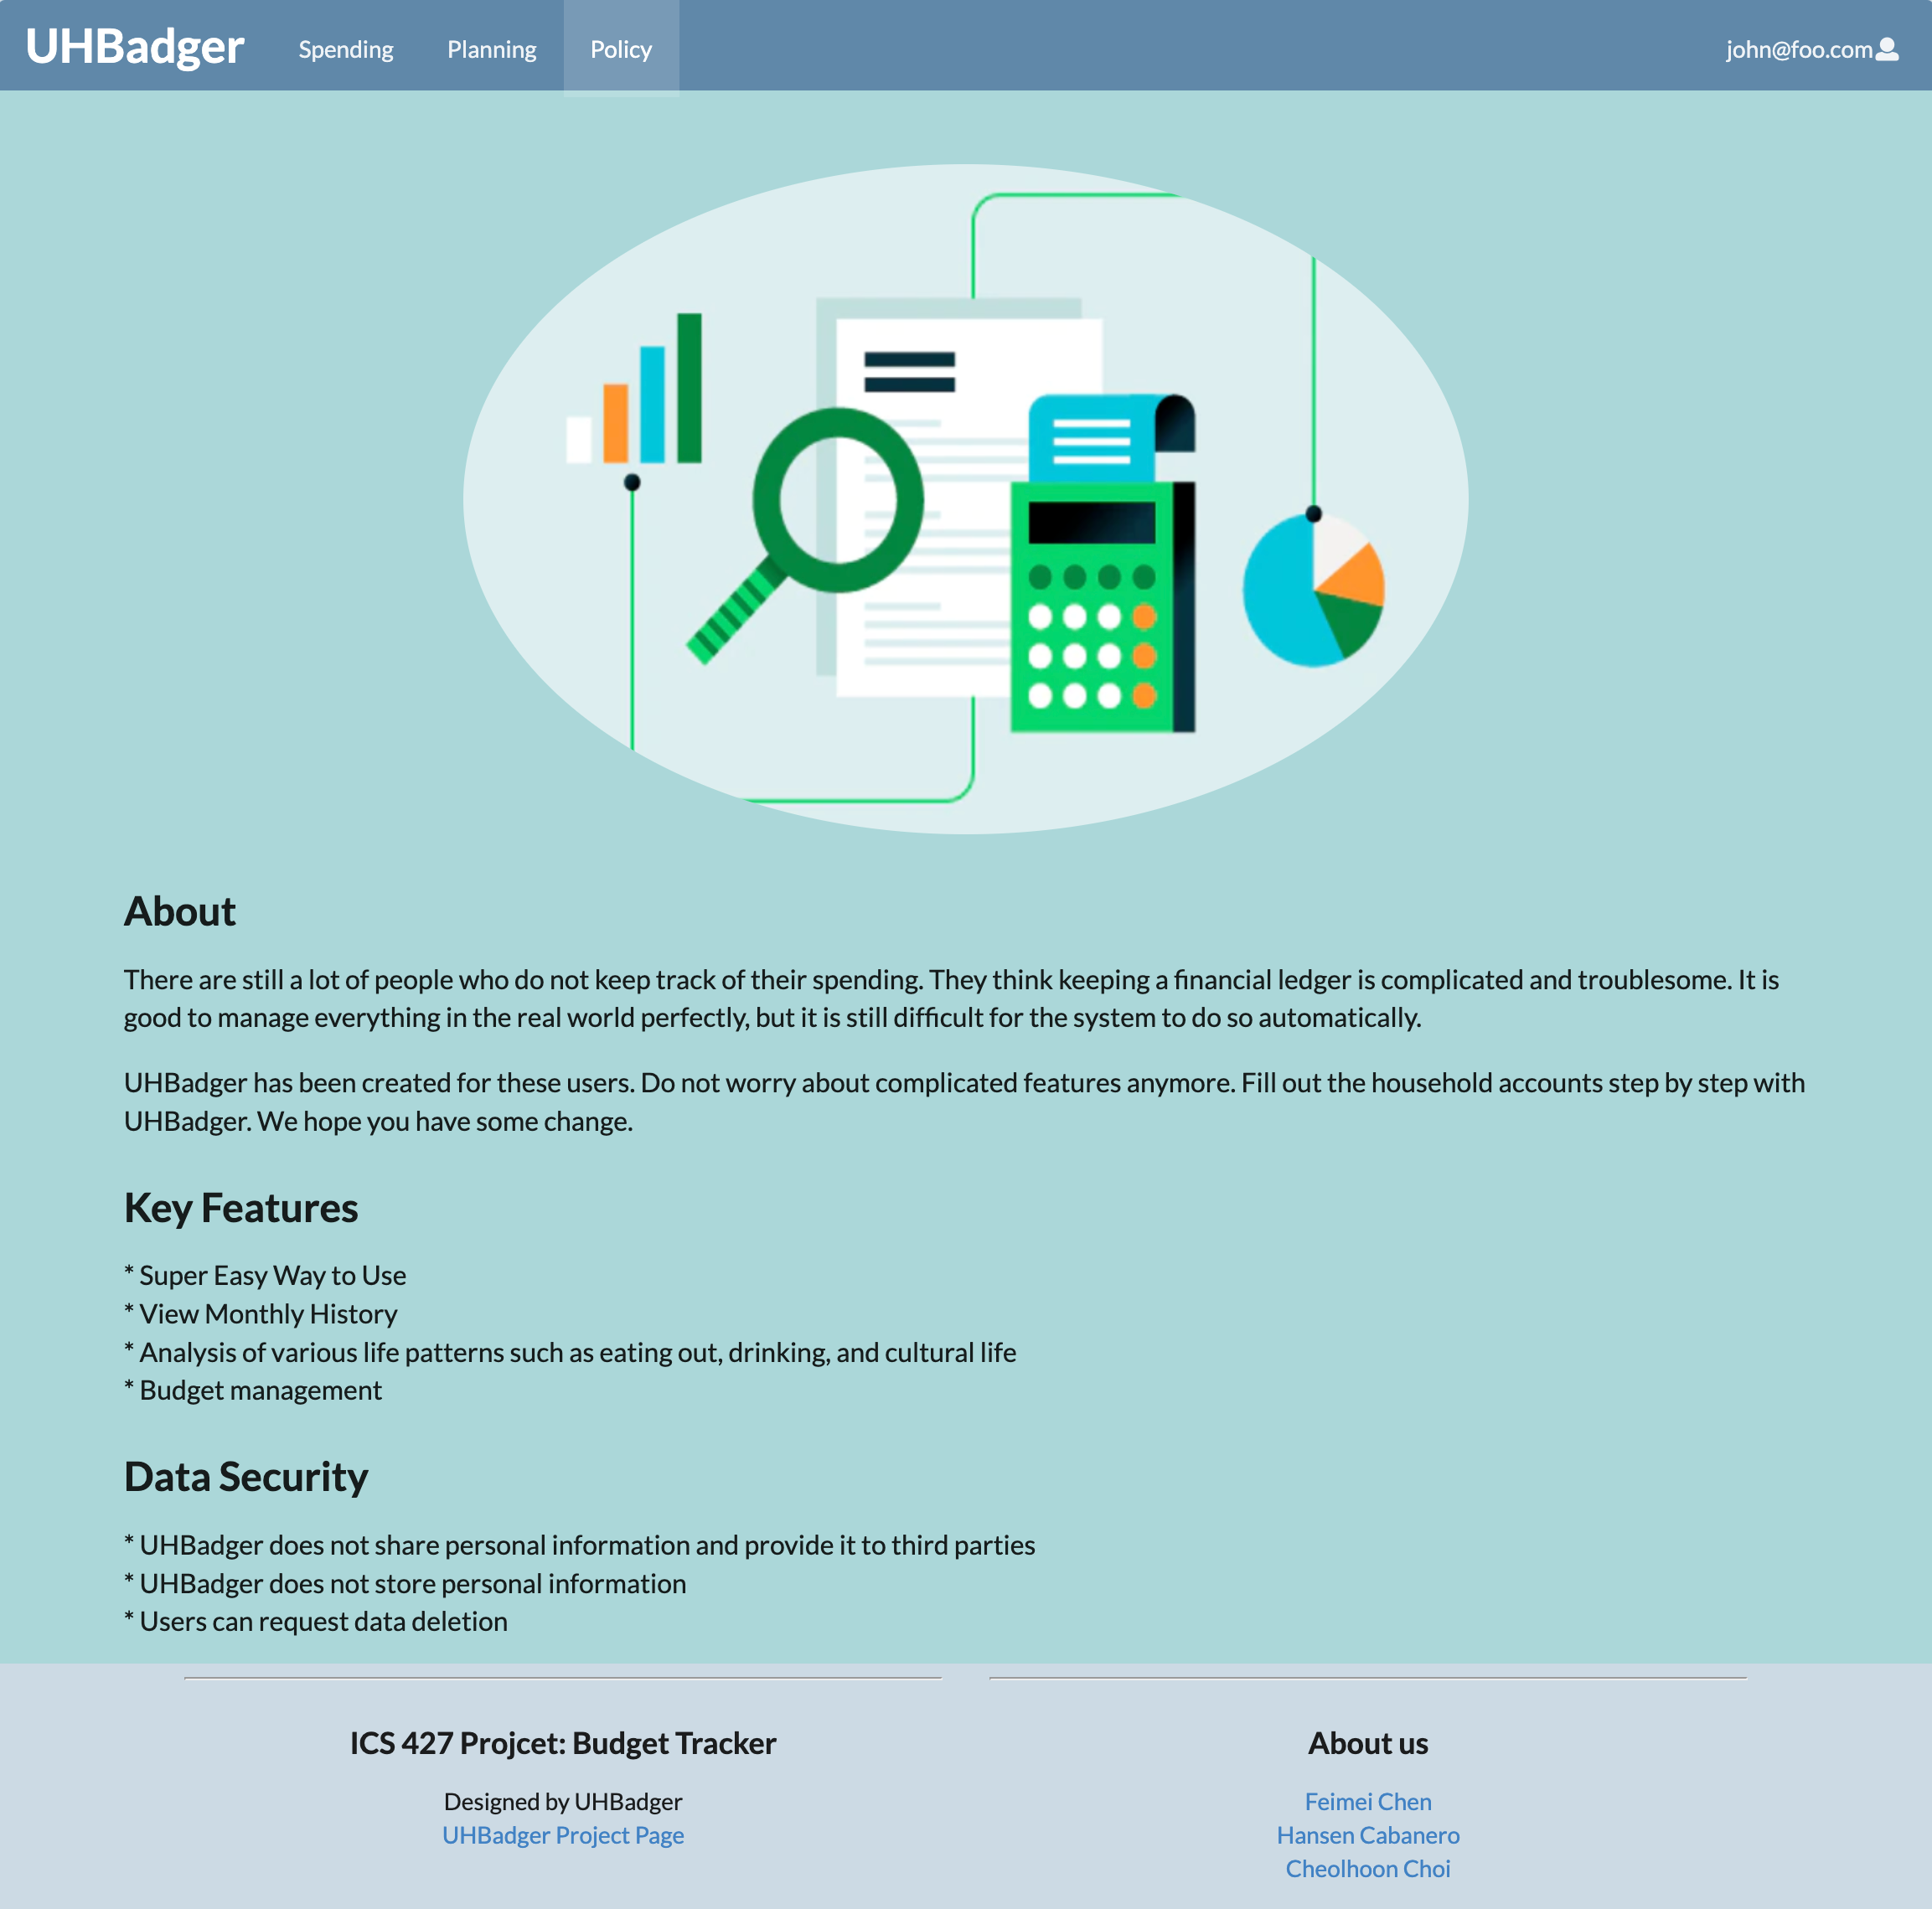 UHBadger
Spending
Planning
Policy
john@foo.com
About
There are still a lot of people who do not keep track of their spending. They think keeping a financial ledger is complicated and troublesome. It is
good to manage everything in the real world perfectly, but it is still difficult for the system to do so automatically.
UHBadger has been created for these users. Do not worry about complicated features anymore. Fill out the household accounts step by step with
UHBadger. We hope you have some change.
Key Features
* Super Easy Way to Use
* View Monthly History
* Analysis of various life patterns such as eating out, drinking, and cultural life
* Budget management
Data Security
* UHBadger does not share personal information and provide it to third parties
* UHBadger does not store personal information
* Users can request data deletion
ICS 427 Projcet: Budget Tracker
Designed by UHBadger
UHBadger Project Page
About us
Feimei Chen
Hansen Cabanero
Cheolhoon Choi